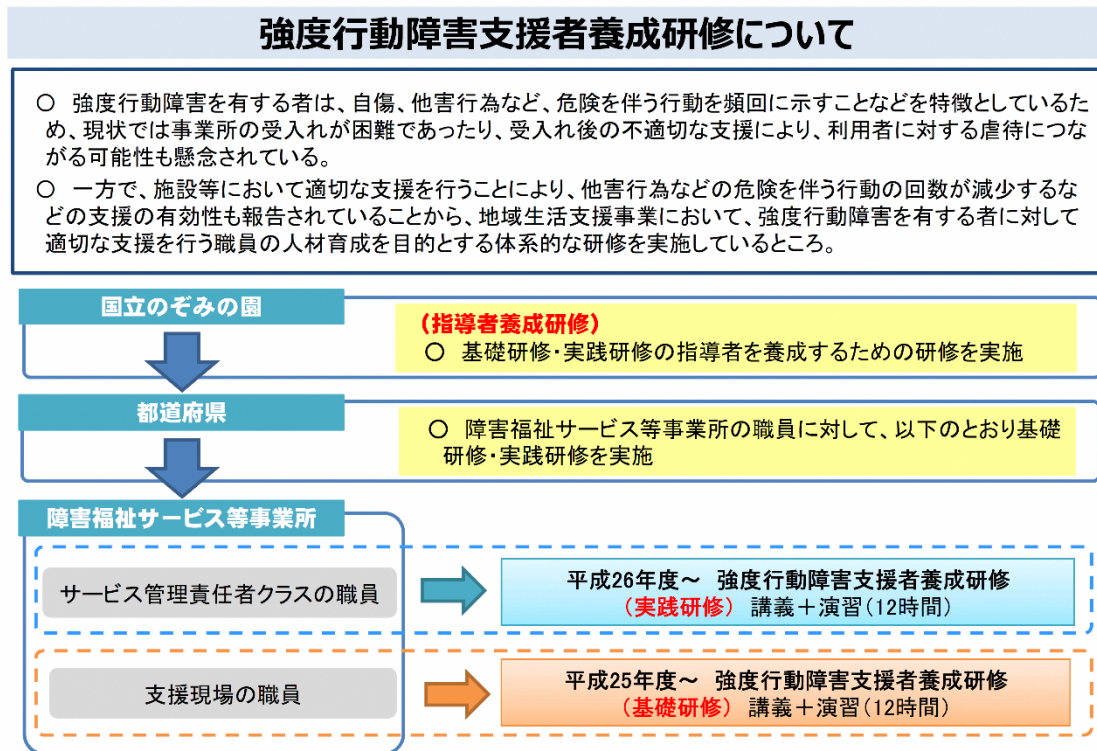 強度行動障害支援者養成研修について
○ 強度行動障害を有する者は、自傷、他害行為など、危険を伴う行動を頻回に示すことなどを特徴としているた
め、現状では事業所の受入れが困難であったり、受入れ後の不適切な支援により、利用者に対する虐待につな
がる可能性も懸念されている。
○ 一方で、施設等において適切な支援を行うことにより、他害行為などの危険を伴う行動の回数が減少するな
どの支援の有効性も報告されていることから、地域生活支援事業において、強度行動障害を有する者に対して
適切な支援を行う職員の人材育成を目的とする体系的な研修を実施しているところ。
国立のぞみの園
(指導者養成研修)
○ 基礎研修・実践研修の指導者を養成するための研修を実施
都道府県
○ 障害福祉サービス等事業所の職員に対して、以下のとおり基礎
研修・実践研修を実施
障害福祉サービス等事業所
サービス管理責任者クラスの職員
平成26年度～ 強度行動障害支援者養成研修
(実践研修) 講義＋演習(12時間)
支援現場の職員
平成25年度～ 強度行動障害支援者養成研修
(基礎研修) 講義＋演習(12時間)